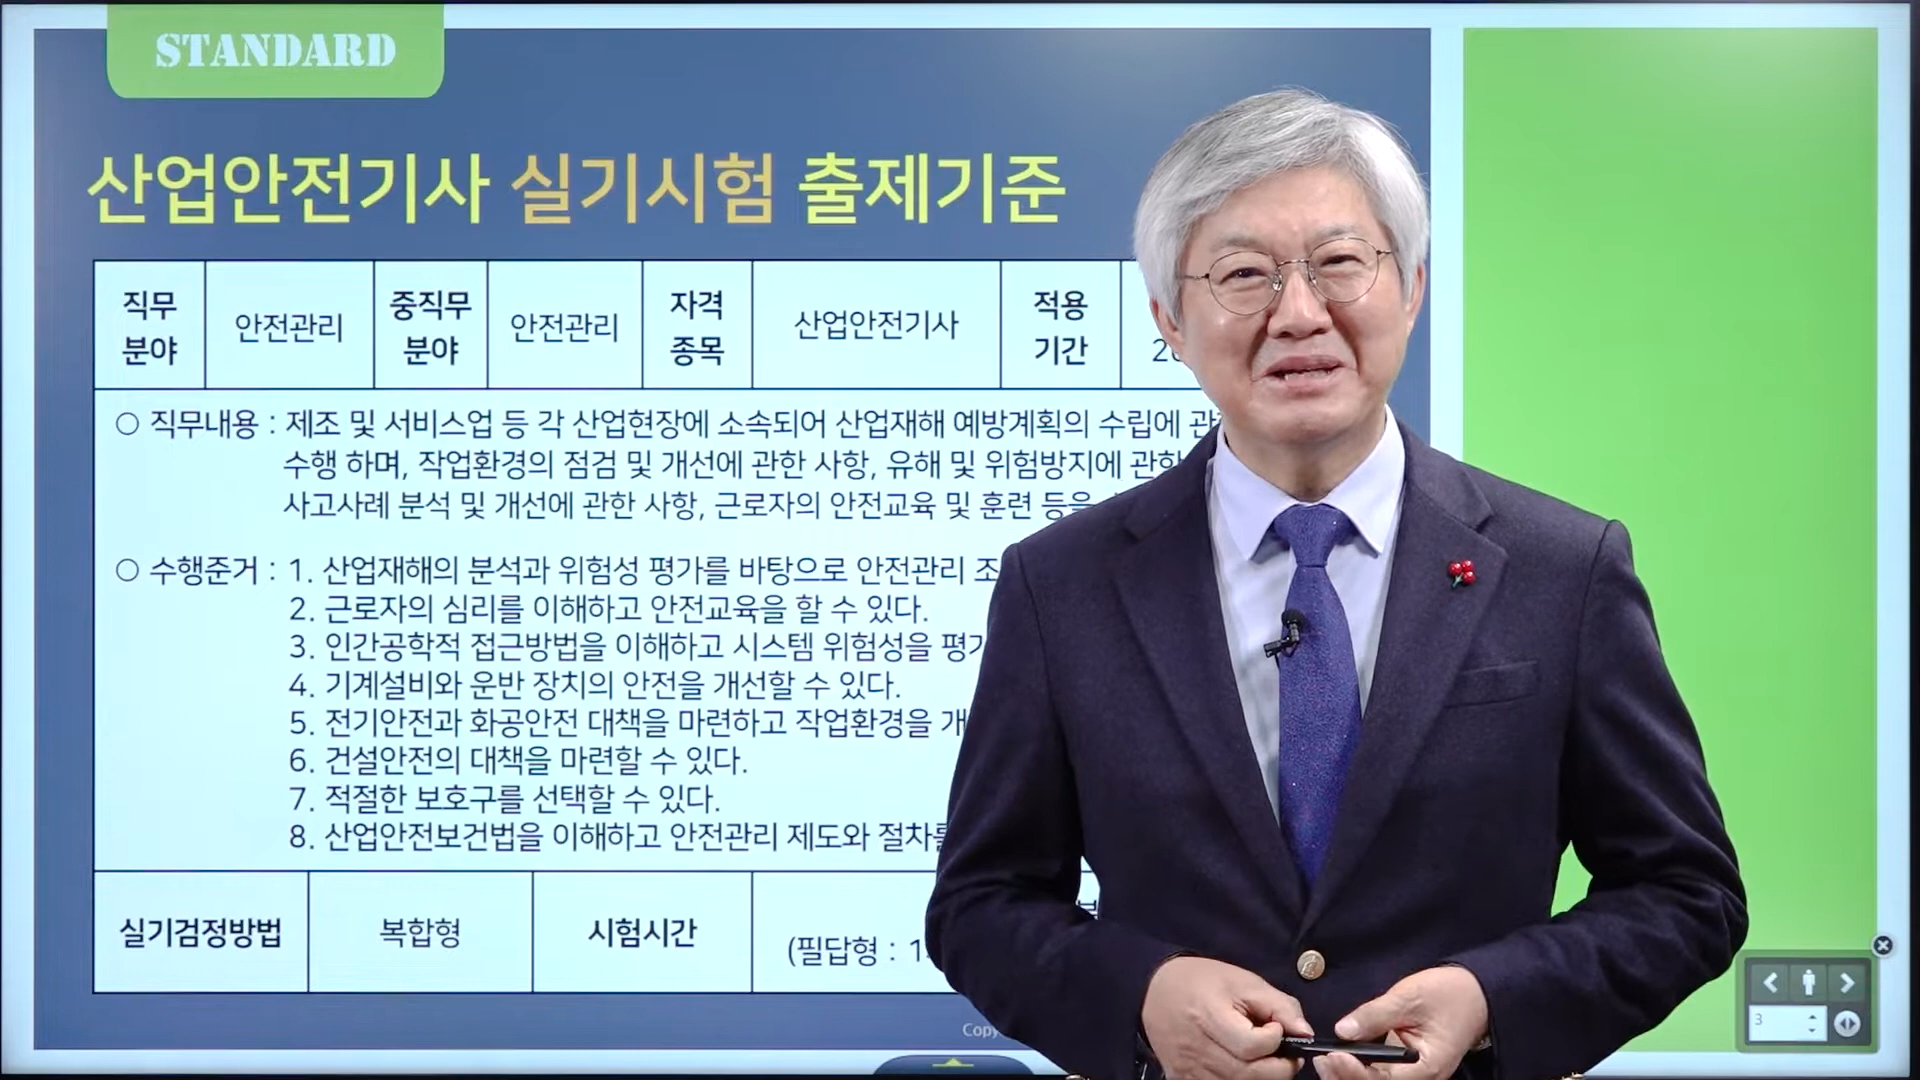 STANDARD
산업안전기사 실기시험 출제기준
직무 분야
안전관리
중직무 분야
안전관리
자격 종목
산업안전기사
적용 기간
○ 직무내용 : 제조 및 서비스업 등 각 산업현장에 소속되어 산업재해 예방계획의 수립에
수행 하며, 작업환경의 점검 및 개선에 관한 사항, 유해 및 위험방지에
사고사례 분석 및 개선에 관한 사항, 근로자의 안전교육 및 훈련 등을
○ 수행준거 : 1. 산업재해의 분석과 위험성 평가를 바탕으로 안전관리
2. 근로자의 심리를 이해하고 안전교육을 할 수 있다.
3. 인간공학적 접근방법을 이해하고 시스템 위험성을
4. 기계설비와 운반 장치의 안전을 개선할 수 있다.
5. 전기안전과 화공안전 대책을 마련하고 작업환경을
6. 건설안전의 대책을 마련할 수 있다.
7. 적절한 보호구를 선택할 수 있다.
8. 산업안전보건법을 이해하고 안전관리 제도와
실기검정방법
복합형
시험시간
(필답형 :
3